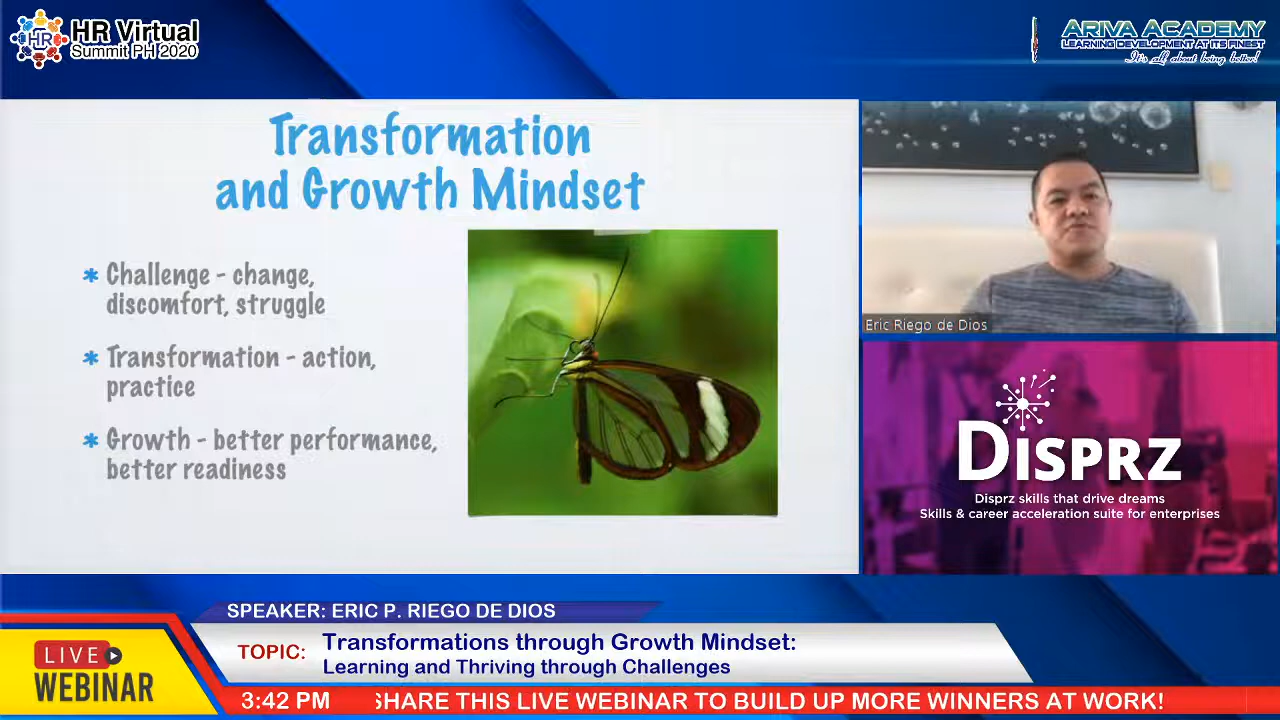 HR
HR Virtual
Summit PH 2020
ARIVA ACADEMY
LEARNING DEVELOPMENT AT ITS FINEST
It's all about being better!
Transformation
and Growth Mindset
* Challenge - change,
discomfort, struggle
* Transformation - action,
practice
* Growth - better performance,
better readiness
Eric Riego de Dios
DISPRZ
Disprz skills that drive dreams
Skills & career acceleration suite for enterprises
SPEAKER: ERIC P. RIEGO DE DIOS
TOPIC: Transformations through Growth Mindset:
Learning and Thriving through Challenges
LIVE
WEBINAR
3:42 PM SHARE THIS LIVE WEBINAR TO BUILD UP MORE WINNERS AT WORK!